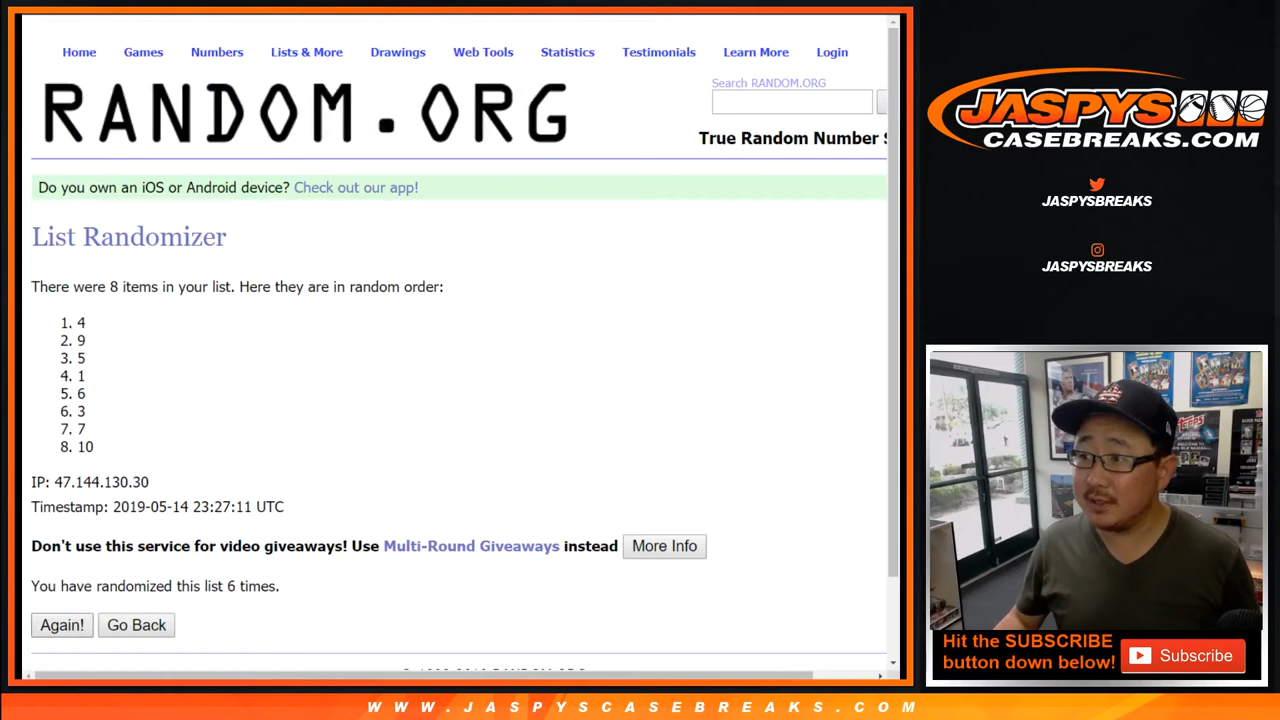 Home Games Numbers Lists & More Drawings Web Tools Statistics Testimonials Learn More Login
Search RANDOM.ORG
RANDOM.ORG
True Random Number S
Do you own an iOS or Android device? Check out our app!
List Randomizer
There were 8 items in your list. Here they are in random order:
1. 4
2. 9
3. 5
4. 1
5. 6
6. 3
7. 7
8. 10
IP: 47.144.130.30
Timestamp: 2019-05-14 23:27:11 UTC
Don't use this service for video giveaways! Use Multi-Round Giveaways instead More Info
You have randomized this list 6 times.
Again! Go Back
JASPYS
CASEBREAKS.COM
JASPYSBREAKS
JASPYSBREAKS
TOPPS
Hit the SUBSCRIBE
button down below!
Subscribe
WWW.JASPYSCASEBREAKS.COM